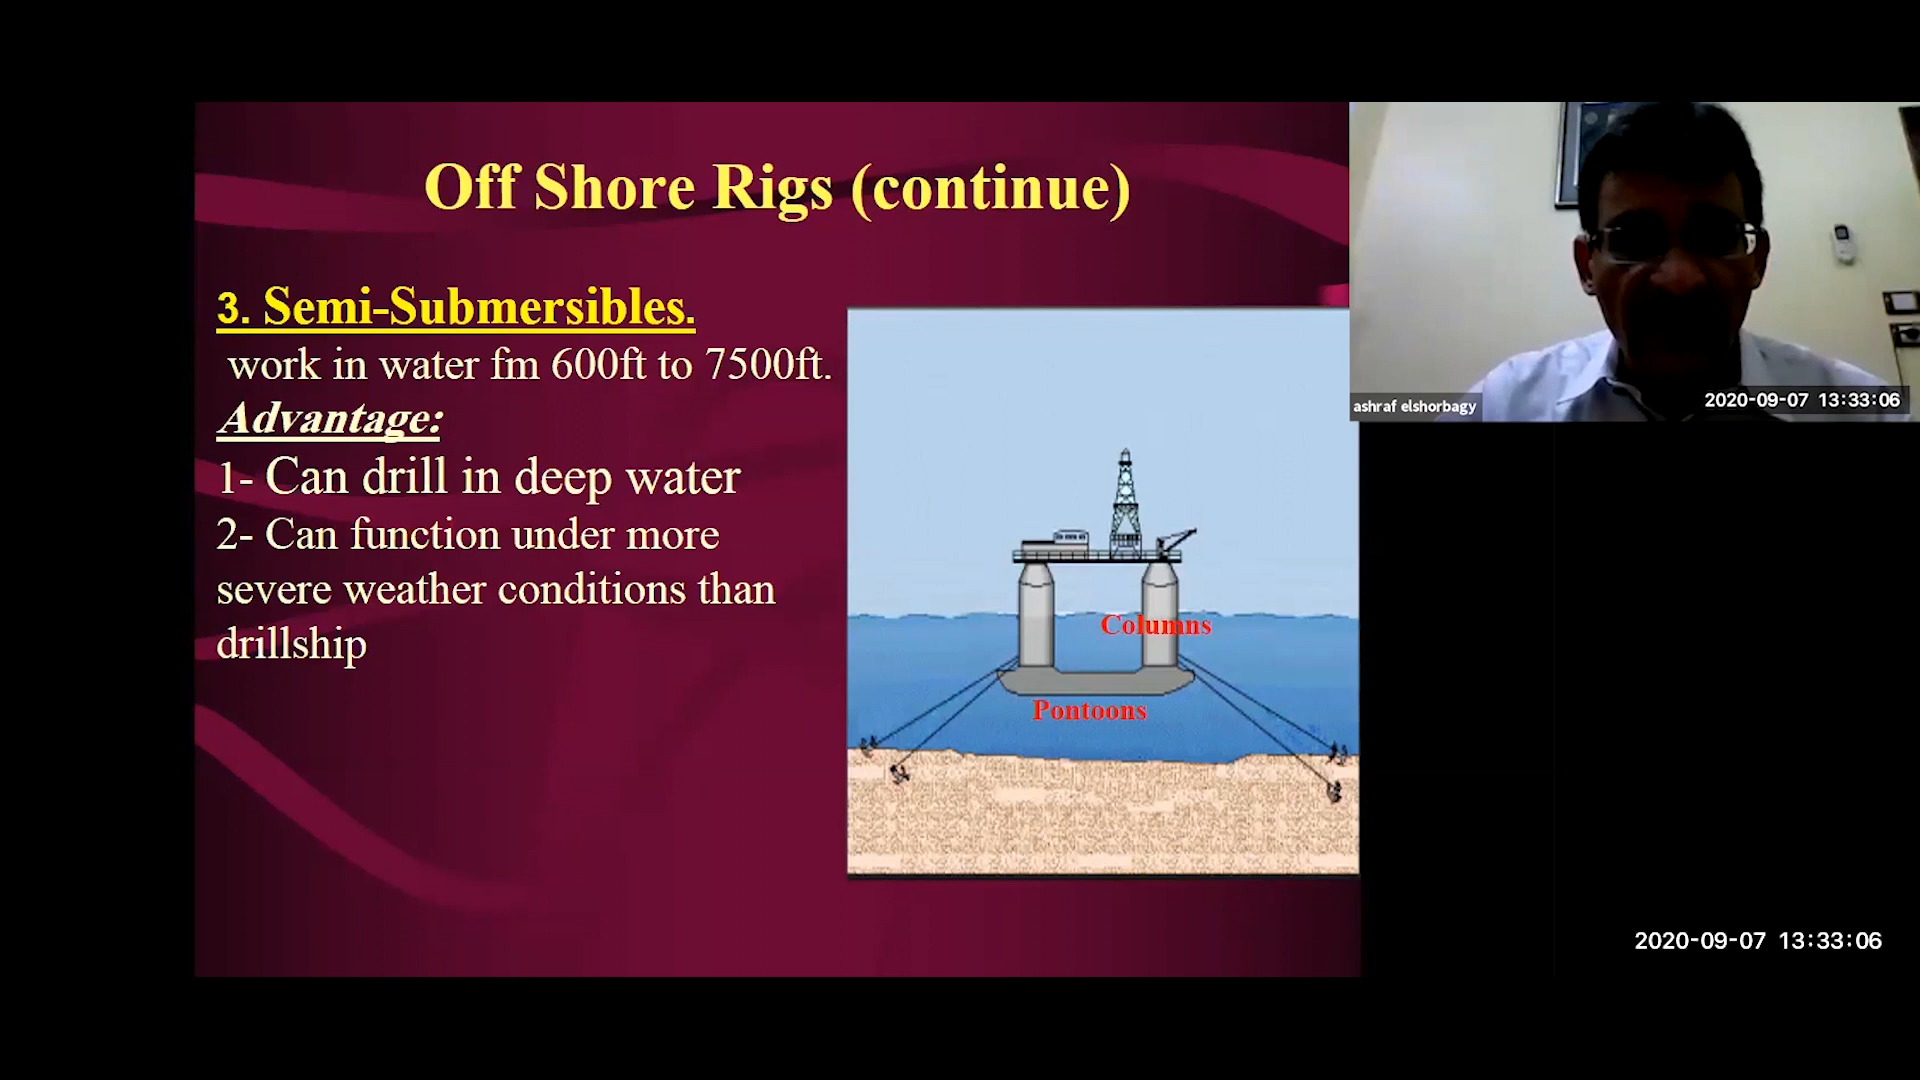 Off Shore Rigs (continue)
3. Semi-Submersibles.
work in water fm 600ft to 7500ft.
Advantage:
1- Can drill in deep water
2- Can function under more
severe weather conditions than
drillship
Columns
Pontoons
ashraf elshorbagy
2020-09-07 13:33:06
2020-09-07 13:33:06